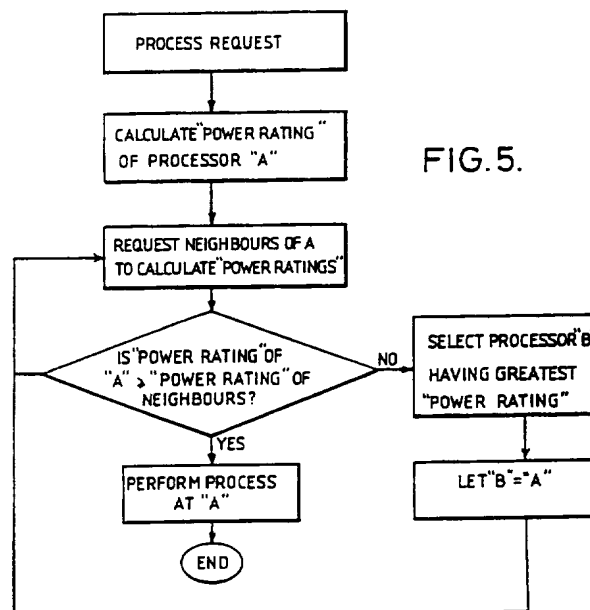 PROCESS REQUEST
CALCULATE "POWER RATING"
OF PROCESSOR "A"
FIG. 5.
REQUEST NEIGHBOURS OF A
TO CALCULATE "POWER RATINGS"
IS "POWER RATING" OF
"A" ⩾ "POWER RATING" OF
NEIGHBOURS?
NO
SELECT PROCESSOR "B
HAVING GREATEST
"POWER RATING"
YES
PERFORM PROCESS
AT "A"
LET "B" = "A"
END